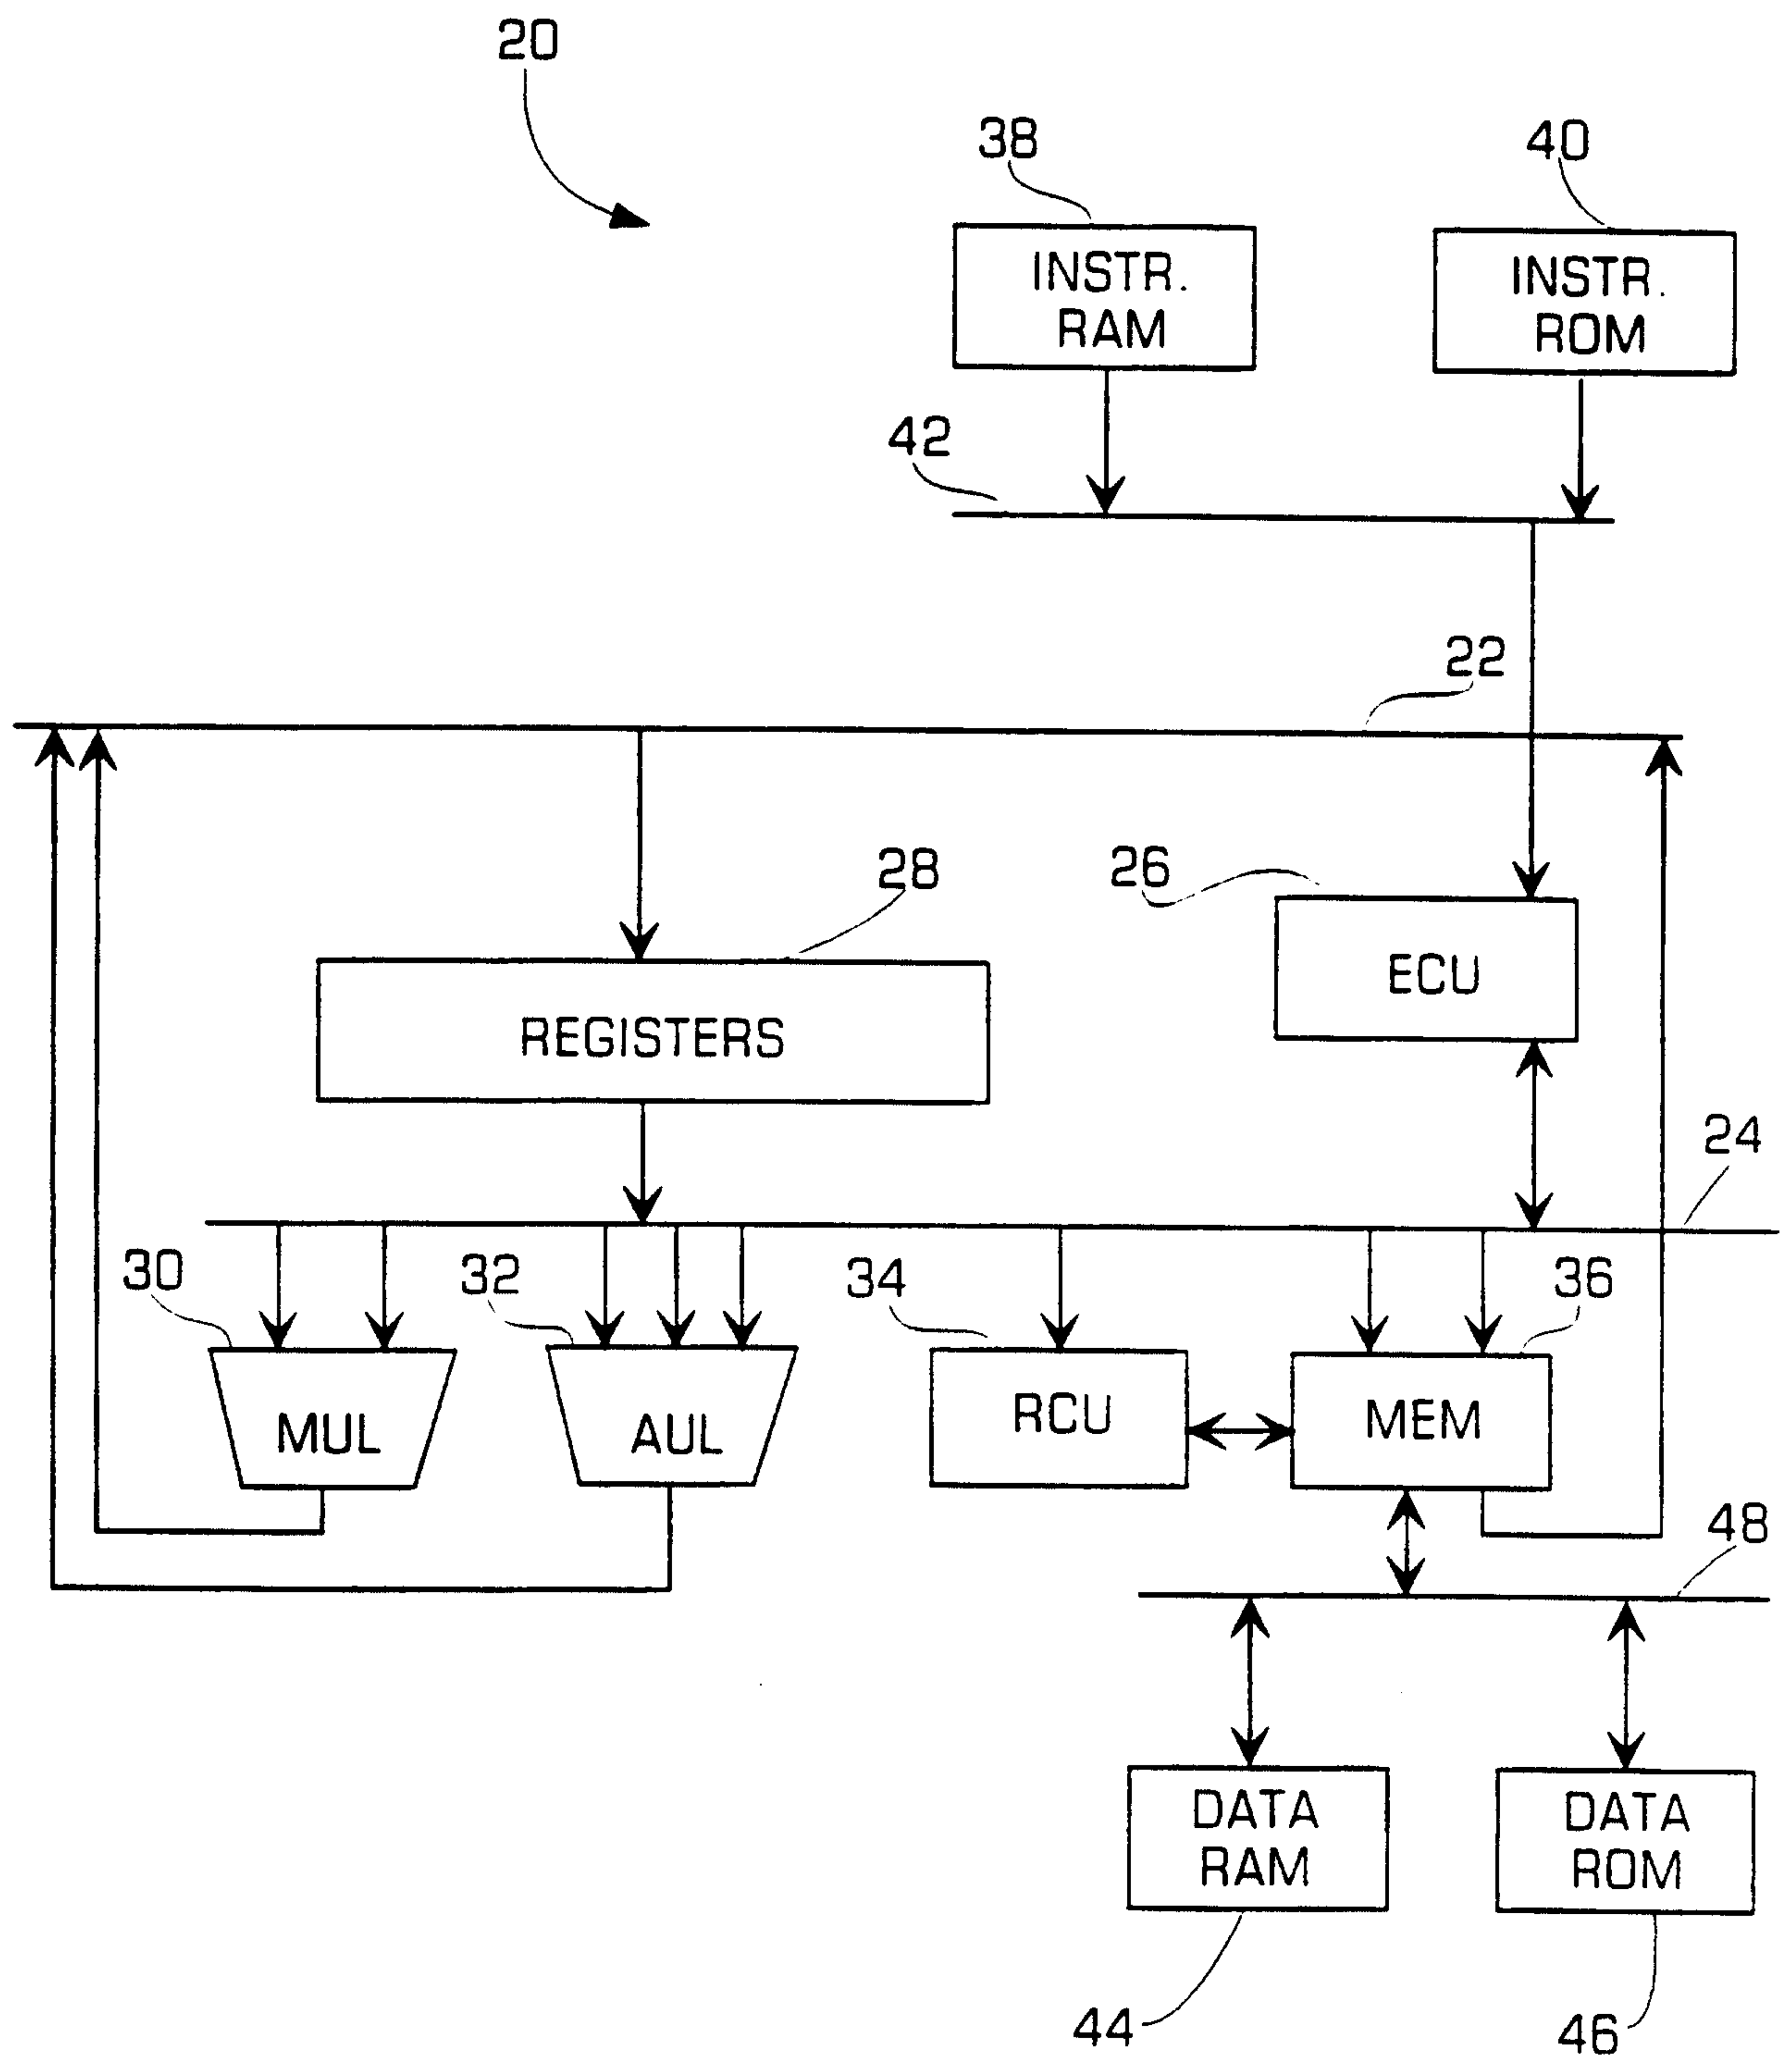 20
38
40
INSTR.
RAM
INSTR.
ROM
42
22
28
26
REGISTERS
ECU
24
30
32
34
36
MUL
AUL
RCU
MEM
48
DATA
RAM
DATA
ROM
44
46